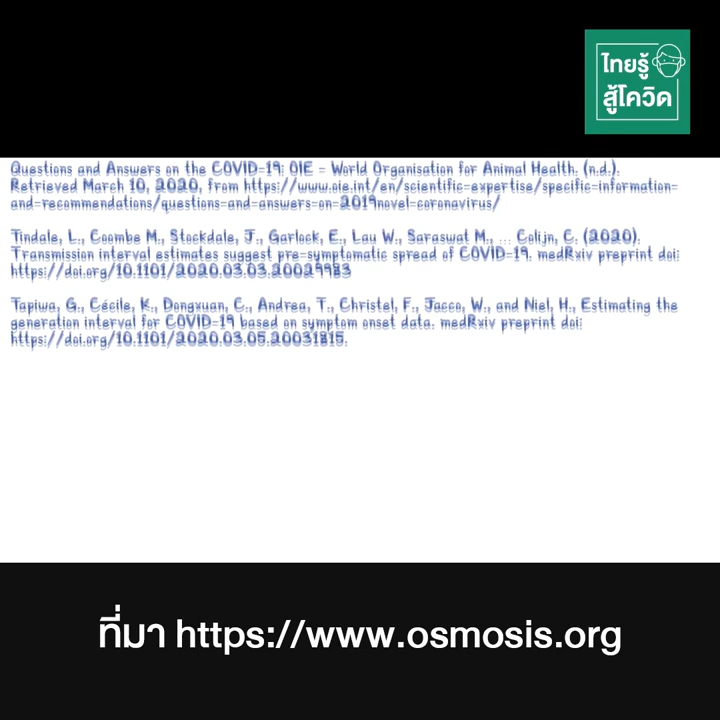 ไทยรู้
สู้โควิด
Questions and Answers on the COVID-19: OIE - World Organisation for Animal Health. (n.d.).
Retrieved March 10, 2020, from https://www.oie.int/en/scientific-expertise/specific-information-
and-recommendations/questions-and-answers-on-2019novel-coronavirus/
Tindale, L., Coombe M., Stockdale, J., Garlock, E., Lau W., Saraswat M., ... Colijn, C. (2020).
Transmission interval estimates suggest pre-symptomatic spread of COVID-19. medRxiv preprint doi:
https://doi.org/10.1101/2020.03.03.20029983
Tapiwa, G., Cécile, K., Dongxuan, C., Andrea, T., Christel, F., Jacco, W., and Niel, H., Estimating the
generation interval for COVID-19 based on symptom onset data. medRxiv preprint doi:
https://doi.org/10.1101/2020.03.05.20031815.
ที่มา https://www.osmosis.org